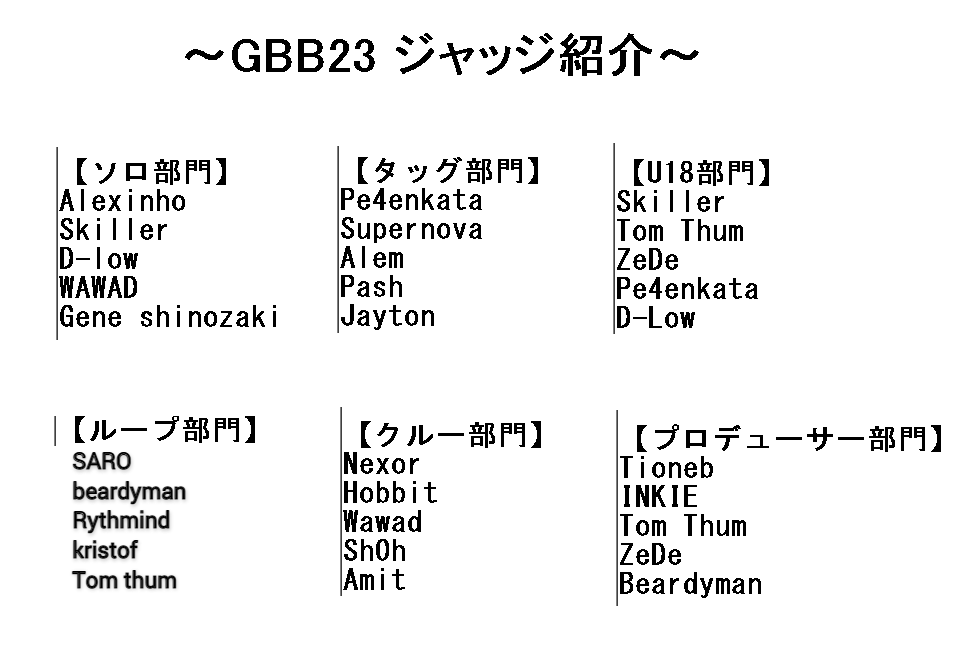 ～GBB23 ジャッジ紹介～
【ソロ部門】
Alexinho
Skiller
D-low
WAWAD
Gene shinozaki
【タッグ部門】
Pe4enkata
Supernova
Alem
Pash
Jayton
【U18部門】
Skiller
Tom Thum
ZeDe
Pe4enkata
D-Low
【ループ部門】
SARO
beardyman
Rythmind
kristof
Tom thum
【クルー部門】
Nexor
Hobbit
Wawad
ShOh
Amit
【プロデューサー部門】
Tioneb
INKIE
Tom Thum
ZeDe
Beardyman